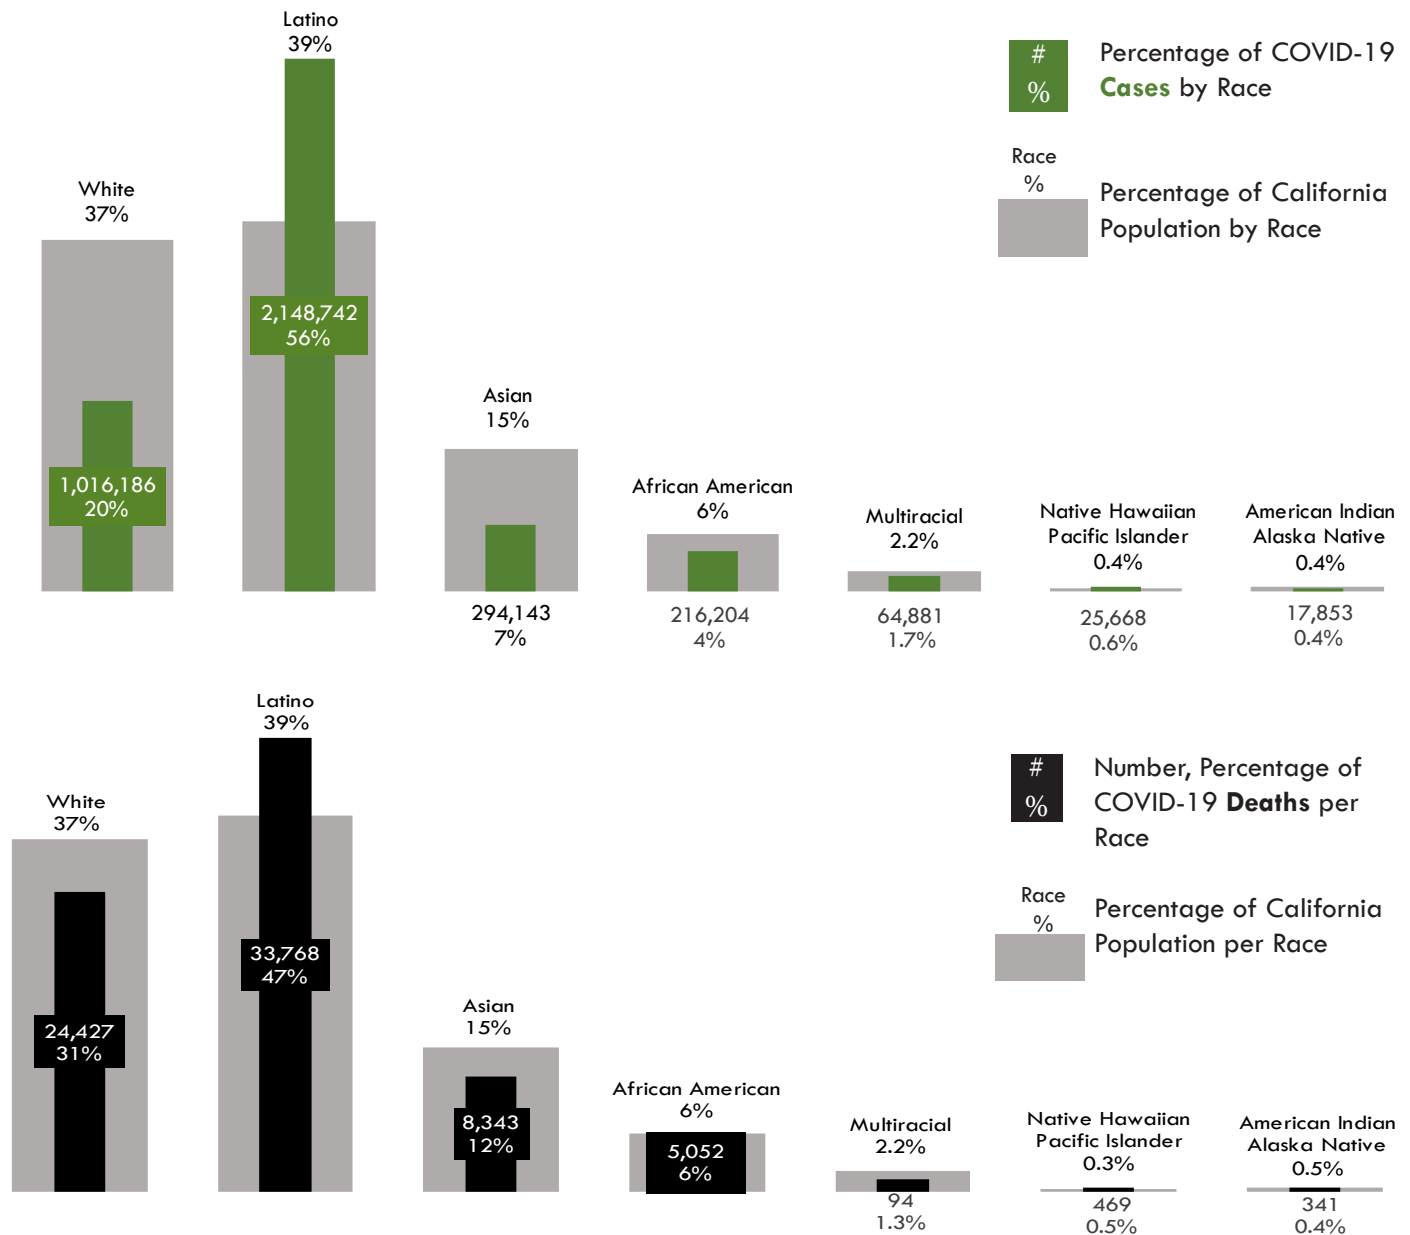 Latino
39%
White
37%
2,148,742
56%
1,016,186
20%
Asian
15%
294,143
7%
African American
6%
216,204
4%
Multiracial
2.2%
64,881
1.7%
Native Hawaiian
Pacific Islander
0.4%
25,668
0.6%
American Indian
Alaska Native
0.4%
17,853
0.4%
#
%
Percentage of COVID-19
Cases by Race
Race
%
Percentage of California
Population by Race
Latino
39%
White
37%
33,768
47%
24,427
31%
Asian
15%
8,343
12%
African American
6%
5,052
6%
Multiracial
2.2%
94
1.3%
Native Hawaiian
Pacific Islander
0.3%
469
0.5%
American Indian
Alaska Native
0.5%
341
0.4%
#
%
Number, Percentage of
COVID-19 Deaths per
Race
Race
%
Percentage of California
Population per Race